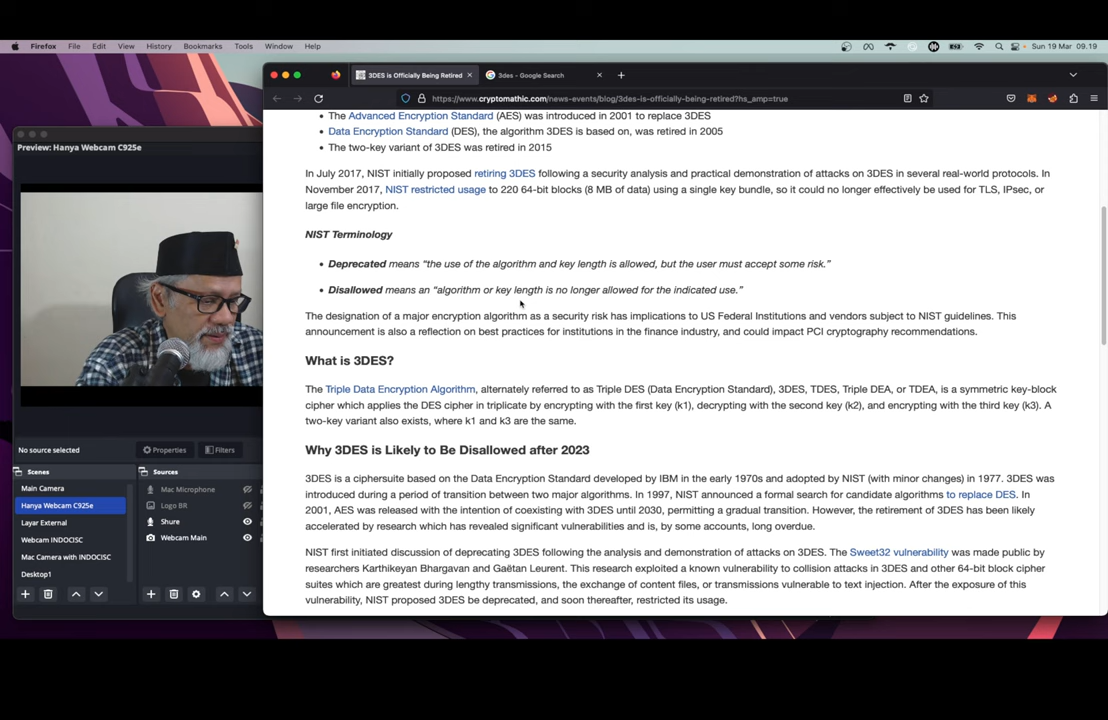 Firefox File Edit View History Bookmarks Tools Window Help Sun 19 Mar 09.19
3DES is Officially Being Retired
3des - Google Search
https://www.cryptomathic.com/news-events/blog/3des-is-officially-being-retired?hs_amp=true
Preview: Hanya Webcam C925e
No source selected
Properties
Filters
Scenes
Main Camera
Hanya Webcam C925e
Layar External
Webcam INDOCISC
Mac Camera with INDOCISC
Desktop1
Sources
Mac Microphone
Logo BR
Share
Webcam Main
• The Advanced Encryption Standard (AES) was introduced in 2001 to replace 3DES
• Data Encryption Standard (DES), the algorithm 3DES is based on, was retired in 2005
• The two-key variant of 3DES was retired in 2015
In July 2017, NIST initially proposed retiring 3DES following a security analysis and practical demonstration of attacks on 3DES in several real-world protocols. In
November 2017, NIST restricted usage to 220 64-bit blocks (8 MB of data) using a single key bundle, so it could no longer effectively be used for TLS, IPsec, or
large file encryption.
NIST Terminology
• Deprecated means “the use of the algorithm and key length is allowed, but the user must accept some risk.”
• Disallowed means an “algorithm or key length is no longer allowed for the indicated use.”
The designation of a major encryption algorithm as a security risk has implications to US Federal Institutions and vendors subject to NIST guidelines. This
announcement is also a reflection on best practices for institutions in the finance industry, and could impact PCI cryptography recommendations.
What is 3DES?
The Triple Data Encryption Algorithm, alternately referred to as Triple DES (Data Encryption Standard), 3DES, TDES, Triple DEA, or TDEA, is a symmetric key-block
cipher which applies the DES cipher in triplicate by encrypting with the first key (k1), decrypting with the second key (k2), and encrypting with the third key (k3). A
two-key variant also exists, where k1 and k3 are the same.
Why 3DES is Likely to Be Disallowed after 2023
3DES is a ciphersuite based on the Data Encryption Standard developed by IBM in the early 1970s and adopted by NIST (with minor changes) in 1977. 3DES was
introduced during a period of transition between two major algorithms. In 1997, NIST announced a formal search for candidate algorithms to replace DES. In
2001, AES was released with the intention of coexisting with 3DES until 2030, permitting a gradual transition. However, the retirement of 3DES has been likely
accelerated by research which has revealed significant vulnerabilities and is, by some accounts, long overdue.
NIST first initiated discussion of deprecating 3DES following the analysis and demonstration of attacks on 3DES. The Sweet32 vulnerability was made public by
researchers Karthikeyan Bhargavan and Gaëtan Leurent. This research exploited a known vulnerability to collision attacks in 3DES and other 64-bit block cipher
suites which are greatest during lengthy transmissions, the exchange of content files, or transmissions vulnerable to text injection. After the exposure of this
vulnerability, NIST proposed 3DES be deprecated, and soon thereafter, restricted its usage.